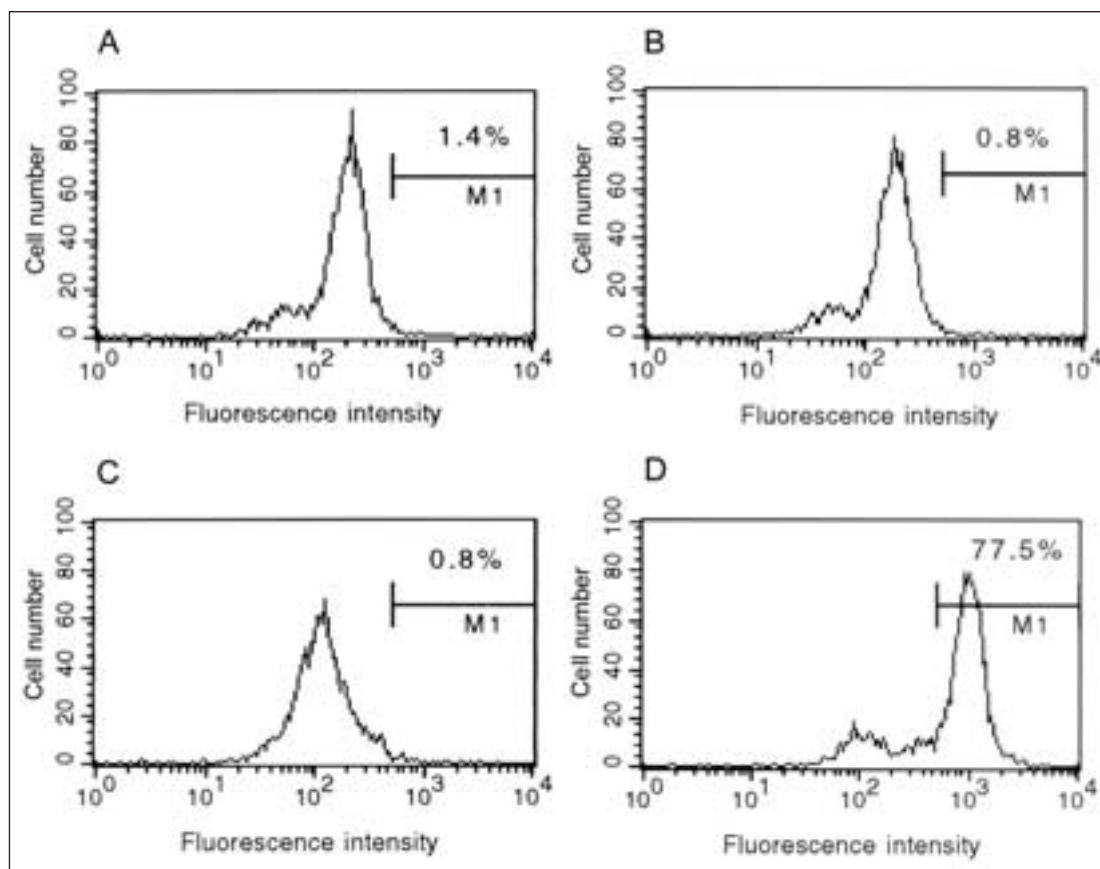 A
1.4%
M1
Cell number
0 20 40 60 80 100
10^0 10^1 10^2 10^3 10^4
Fluorescence intensity
B
0.8%
M1
Cell number
0 20 40 60 80 100
10^0 10^1 10^2 10^3 10^4
Fluorescence intensity
C
0.8%
M1
Cell number
0 20 40 60 80 100
10^0 10^1 10^2 10^3 10^4
Fluorescence intensity
D
77.5%
M1
Cell number
0 20 40 60 80 100
10^0 10^1 10^2 10^3 10^4
Fluorescence intensity